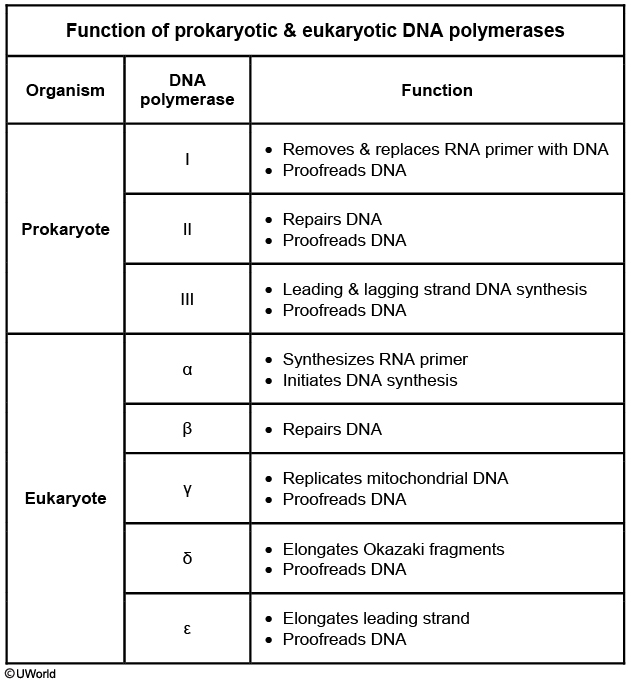 Function of prokaryotic & eukaryotic DNA polymerases
Organism
DNA
polymerase
Function
Prokaryote
I
• Removes & replaces RNA primer with DNA
• Proofreads DNA
II
• Repairs DNA
• Proofreads DNA
III
• Leading & lagging strand DNA synthesis
• Proofreads DNA
Eukaryote
α
• Synthesizes RNA primer
• Initiates DNA synthesis
β
• Repairs DNA
γ
• Replicates mitochondrial DNA
• Proofreads DNA
δ
• Elongates Okazaki fragments
• Proofreads DNA
ε
• Elongates leading strand
• Proofreads DNA
©UWorld